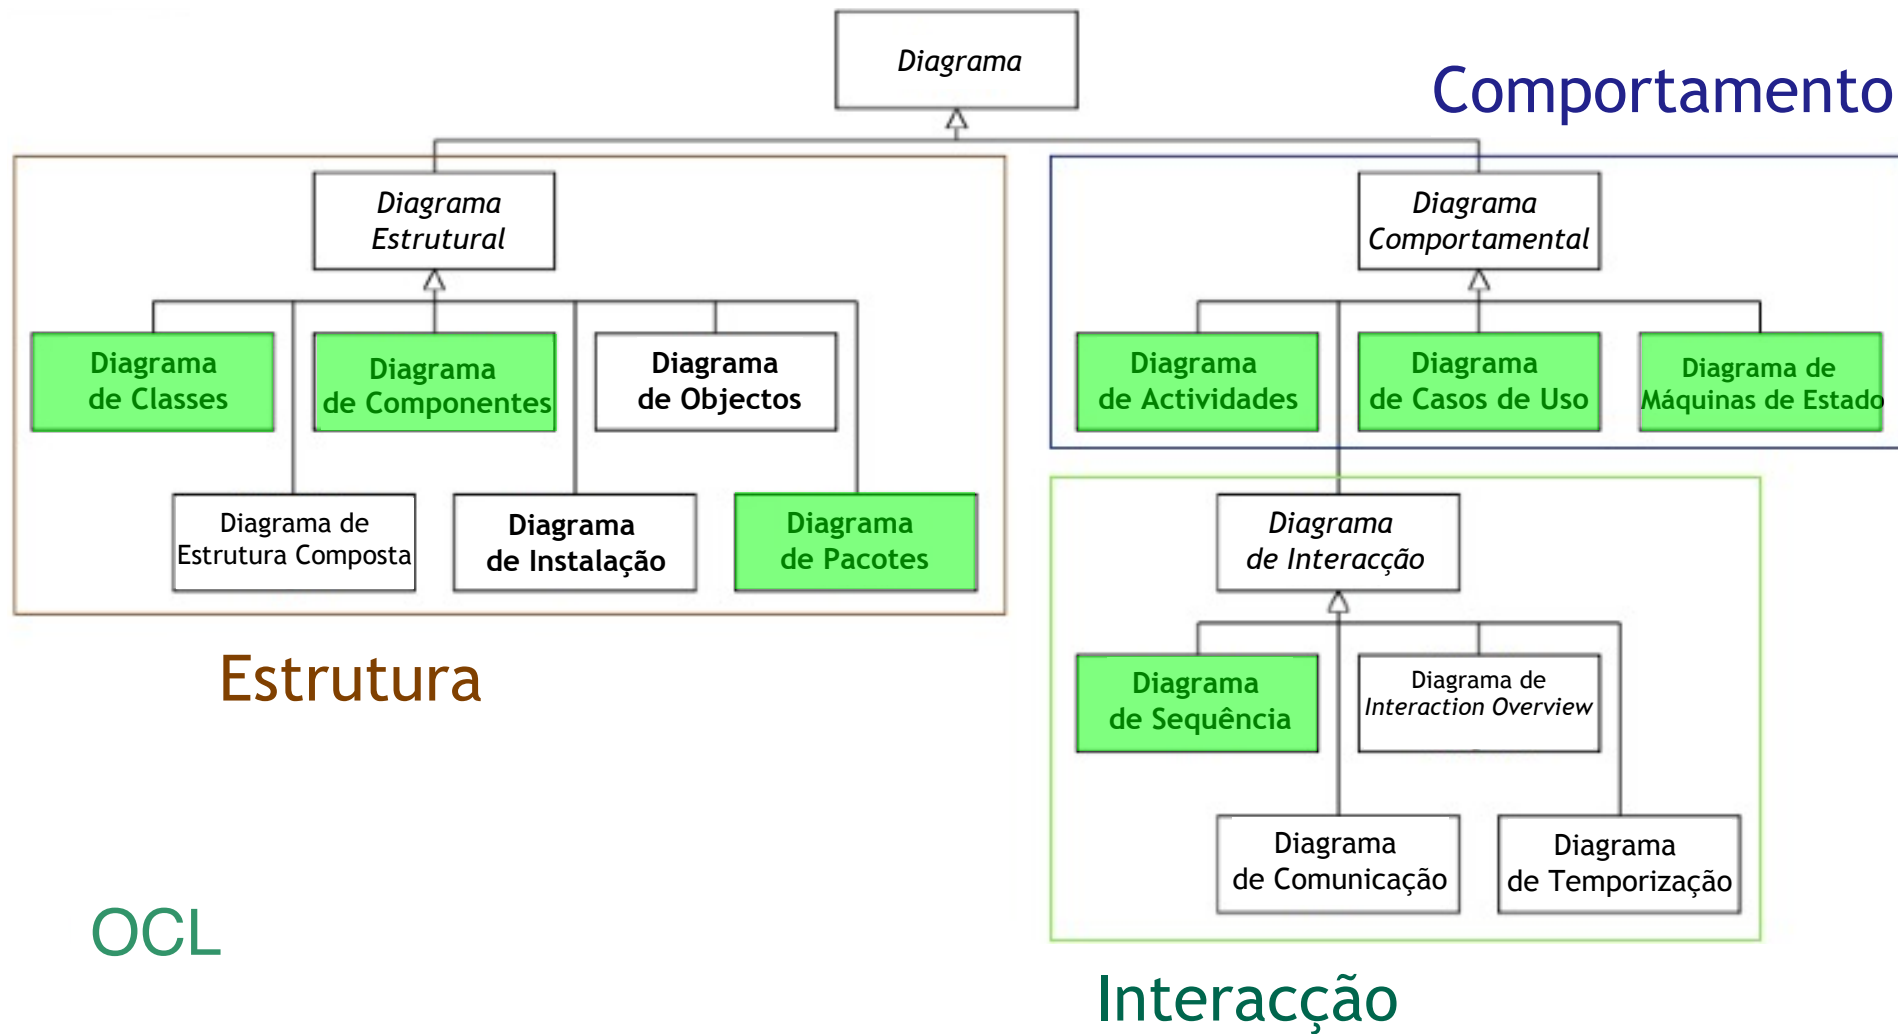 Diagrama
Comportamento
Diagrama
Estrutural
Diagrama
Comportamental
Diagrama
de Classes
Diagrama
de Componentes
Diagrama
de Objectos
Diagrama
de Actividades
Diagrama
de Casos de Uso
Diagrama de
Máquinas de Estado
Diagrama de
Estrutura Composta
Diagrama
de Instalação
Diagrama
de Pacotes
Diagrama
de Interacção
Estrutura
Diagrama
de Sequência
Diagrama de
Interaction Overview
Diagrama
de Comunicação
Diagrama
de Temporização
OCL
Interacção